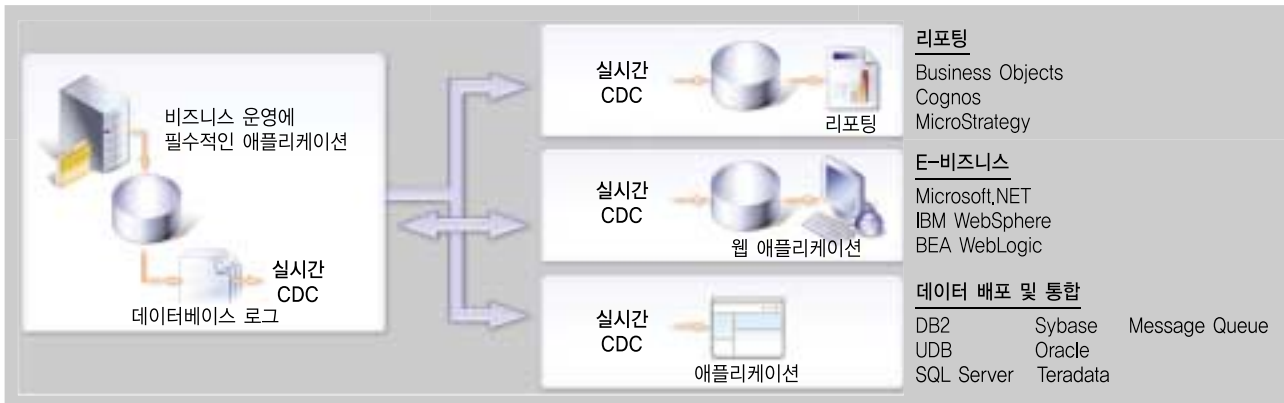 비즈니스 운영에
필수적인 애플리케이션
실시간
CDC
데이터베이스 로그
실시간
CDC
리포팅
실시간
CDC
웹 애플리케이션
실시간
CDC
애플리케이션
리포팅
Business Objects
Cognos
MicroStrategy
E-비즈니스
Microsoft.NET
IBM WebSphere
BEA WebLogic
데이터 배포 및 통합
DB2 Sybase Message Queue
UDB Oracle
SQL Server Teradata